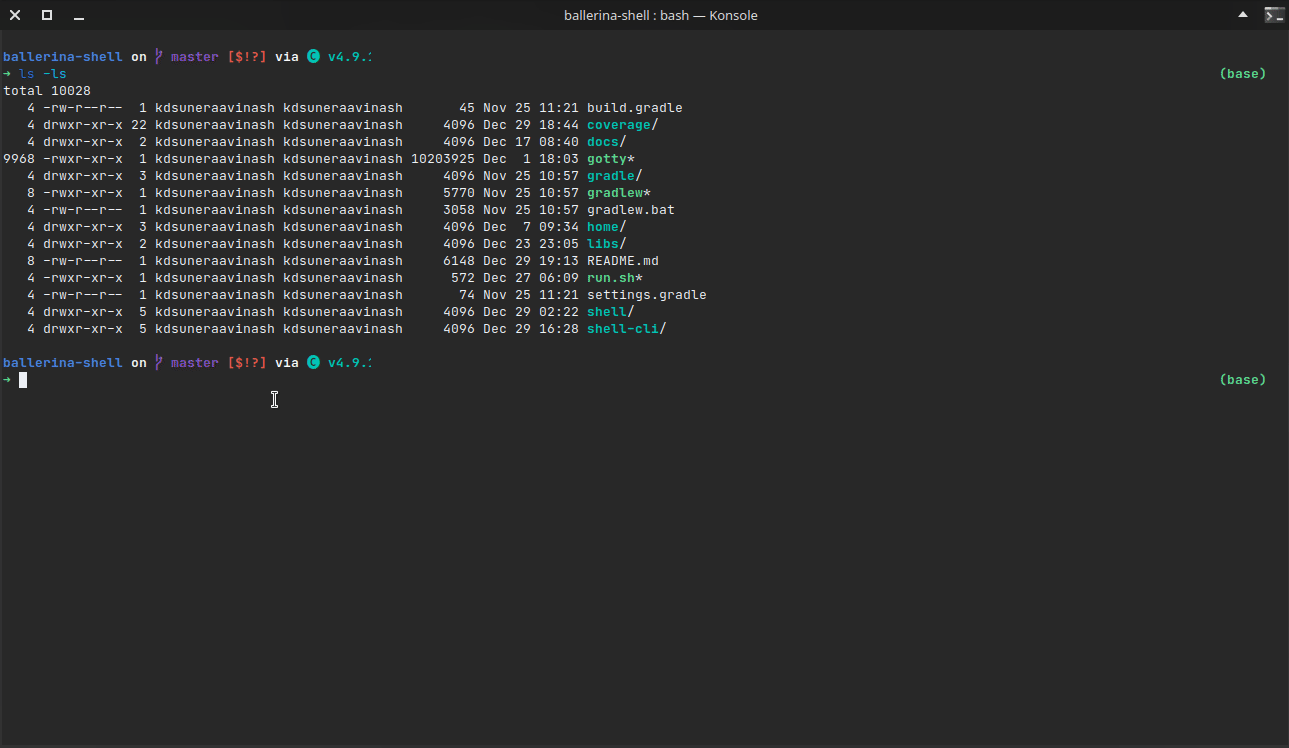 ballerina-shell : bash — Konsole
ballerina-shell on master [$!?] via C v4.9.
➜ ls -ls (base)
total 10028
   4 -rw-r--r--  1 kdsuneraavinash kdsuneraavinash       45 Nov 25 11:21 build.gradle
   4 drwxr-xr-x 22 kdsuneraavinash kdsuneraavinash     4096 Dec 29 18:44 coverage/
   4 drwxr-xr-x  2 kdsuneraavinash kdsuneraavinash     4096 Dec 17 08:40 docs/
9968 -rwxr-xr-x  1 kdsuneraavinash kdsuneraavinash 10203925 Dec  1 18:03 gotty*
   4 drwxr-xr-x  3 kdsuneraavinash kdsuneraavinash     4096 Nov 25 10:57 gradle/
   8 -rwxr-xr-x  1 kdsuneraavinash kdsuneraavinash     5770 Nov 25 10:57 gradlew*
   4 -rw-r--r--  1 kdsuneraavinash kdsuneraavinash     3058 Nov 25 10:57 gradlew.bat
   4 drwxr-xr-x  3 kdsuneraavinash kdsuneraavinash     4096 Dec  7 09:34 home/
   4 drwxr-xr-x  2 kdsuneraavinash kdsuneraavinash     4096 Dec 23 23:05 libs/
   8 -rw-r--r--  1 kdsuneraavinash kdsuneraavinash     6148 Dec 29 19:13 README.md
   4 -rwxr-xr-x  1 kdsuneraavinash kdsuneraavinash      572 Dec 27 06:09 run.sh*
   4 -rw-r--r--  1 kdsuneraavinash kdsuneraavinash       74 Nov 25 11:21 settings.gradle
   4 drwxr-xr-x  5 kdsuneraavinash kdsuneraavinash     4096 Dec 29 02:22 shell/
   4 drwxr-xr-x  5 kdsuneraavinash kdsuneraavinash     4096 Dec 29 16:28 shell-cli/
ballerina-shell on master [$!?] via C v4.9.
➜ (base)